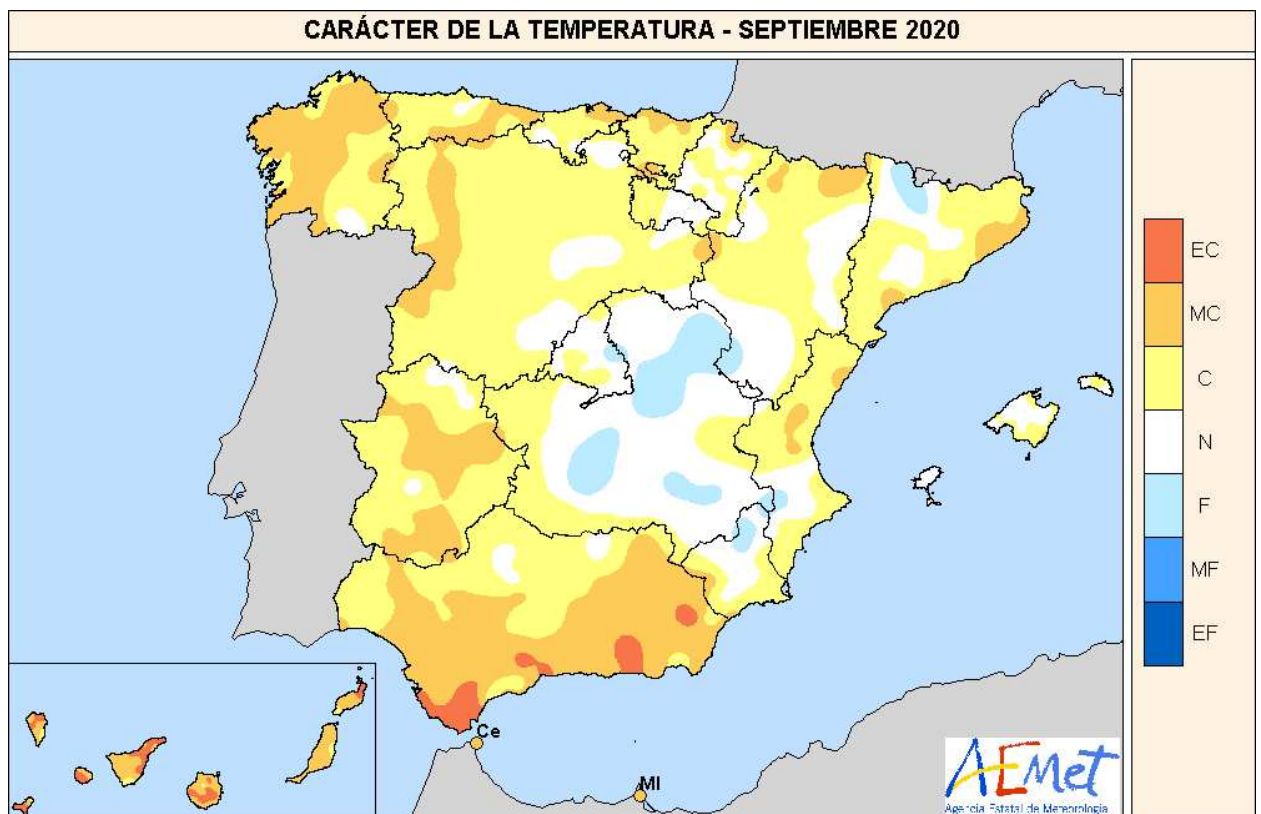 CARÁCTER DE LA TEMPERATURA - SEPTIEMBRE 2020
EC
MC
C
N
F
MF
EF
Ce
Ml
AEMet
Agencia Estatal de Meteorología